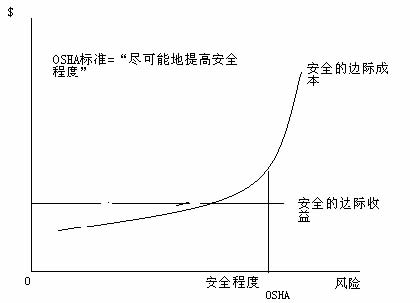 $
OSHA标准=“尽可能地提高安全
程度”
安全的边际成
本
安全的边际收
益
0
安全程度
风险
OSHA